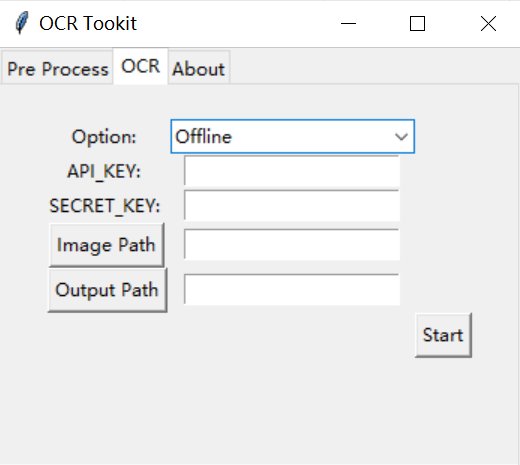 OCR Tookit
Pre Process OCR About
Option: Offline
API_KEY:
SECRET_KEY:
Image Path
Output Path
Start